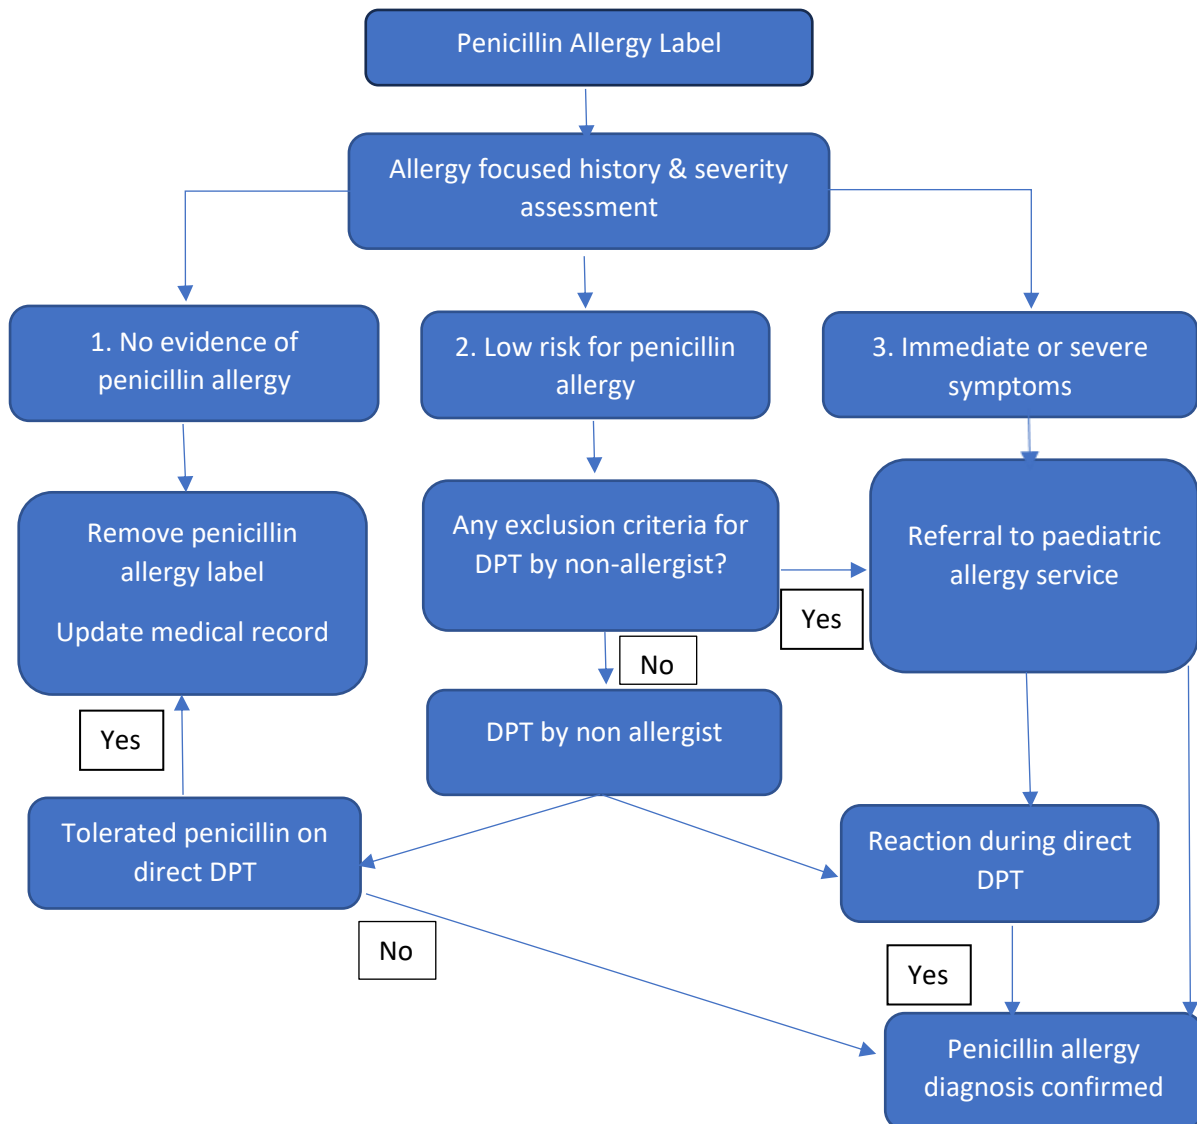 Penicillin Allergy Label
Allergy focused history & severity
assessment
1. No evidence of
penicillin allergy
2. Low risk for penicillin
allergy
3. Immediate or severe
symptoms
Remove penicillin
allergy label
Update medical record
Any exclusion criteria for
DPT by non-allergist?
Referral to paediatric
allergy service
Yes
No
DPT by non allergist
Yes
Tolerated penicillin on
direct DPT
Reaction during direct
DPT
No
Yes
Penicillin allergy
diagnosis confirmed